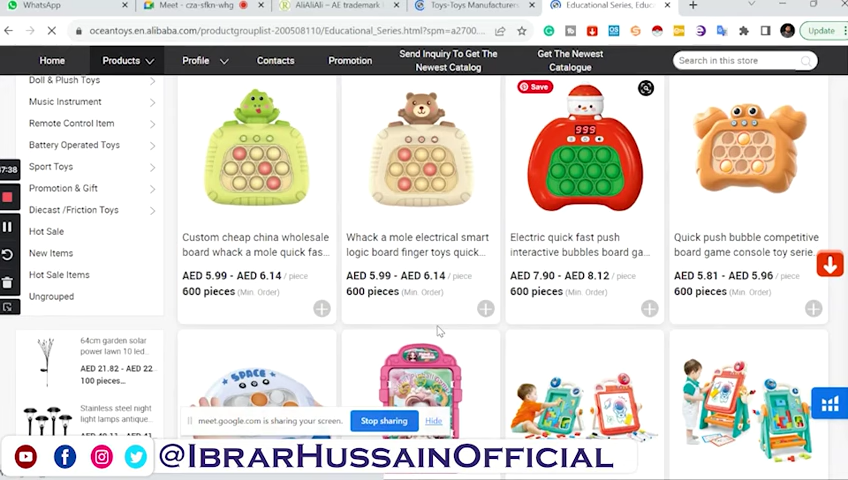 WhatsApp
Meet - cza-sfkn-whg
AliAliAli – AE trademark
Toys-Toys Manufacturers
Educational Series, Educ
oceantoys.en.alibaba.com/productgrouplist-200508110/Educational_Series.html?spm=a2700...
Update
Home
Products
Profile
Contacts
Promotion
Send Inquiry To Get The
Newest Catalog
Get The Newest
Catalogue
Search in this store
Doll & Plush Toys
Music Instrument
Remote Control Item
Battery Operated Toys
Sport Toys
Promotion & Gift
Diecast /Friction Toys
Hot Sale
New Items
Hot Sale Items
Ungrouped
7:38
Save
999
Custom cheap china wholesale
board whack a mole quick fas...
AED 5.99 - AED 6.14 / piece
600 pieces (Min. Order)
Whack a mole electrical smart
logic board finger toys quick...
AED 5.99 - AED 6.14 / piece
600 pieces (Min. Order)
Electric quick fast push
interactive bubbles board ga...
AED 7.90 - AED 8.12 / piece
600 pieces (Min. Order)
Quick push bubble competitive
board game console toy serie...
AED 5.81 - AED 5.96 / piece
600 pieces (Min. Order)
64cm garden solar
power lawn 10 led...
AED 21.82 - AED 22...
100 pieces...
Stainless steel night
light lamps antique...
SPACE
meet.google.com is sharing your screen.
Stop sharing
Hide
@IbrarHussainOfficial